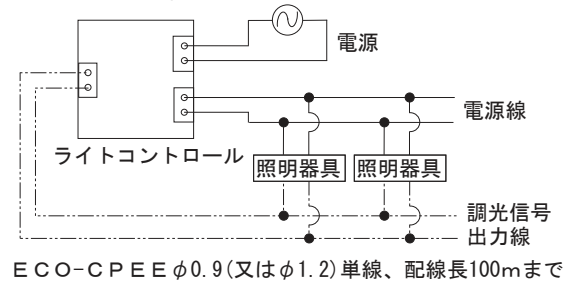 電源
電源線
ライトコントロール
照明器具
照明器具
調光信号
出力線
ECO-CPEEφ0.9(又はφ1.2)単線、配線長100mまで